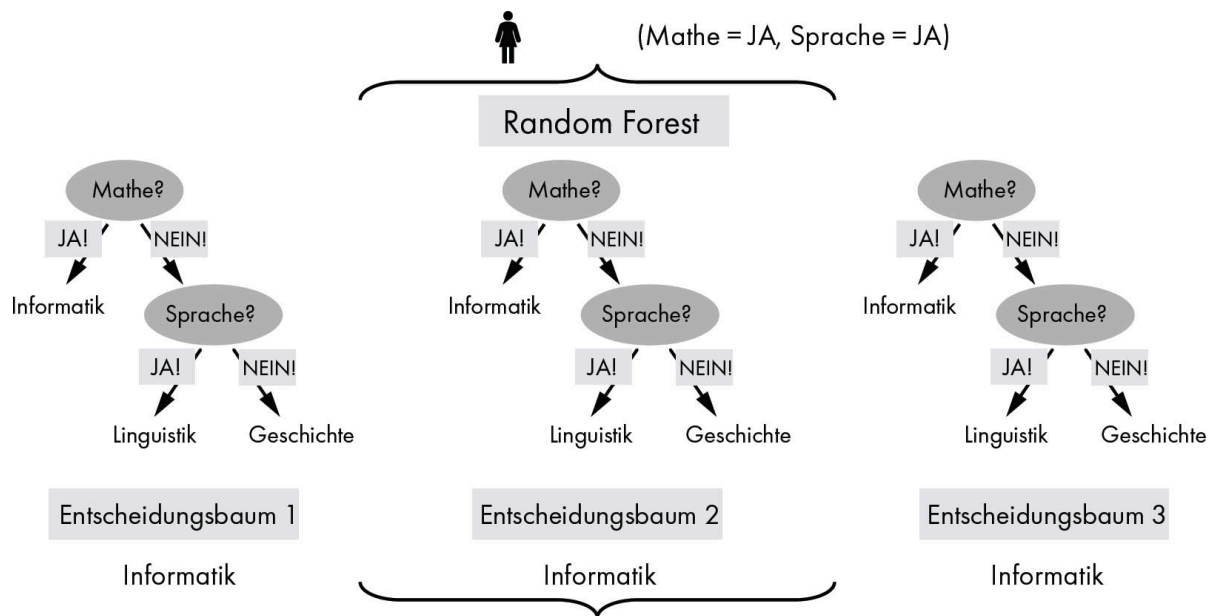 (Mathe = JA, Sprache = JA)
Random Forest
Mathe? Mathe? Mathe?
JA! NEIN! JA! NEIN! JA! NEIN!
Informatik Informatik Informatik
Sprache? Sprache? Sprache?
JA! NEIN! JA! NEIN! JA! NEIN!
Linguistik Geschichte Linguistik Geschichte Linguistik Geschichte
Entscheidungsbaum 1 Entscheidungsbaum 2 Entscheidungsbaum 3
Informatik Informatik Informatik